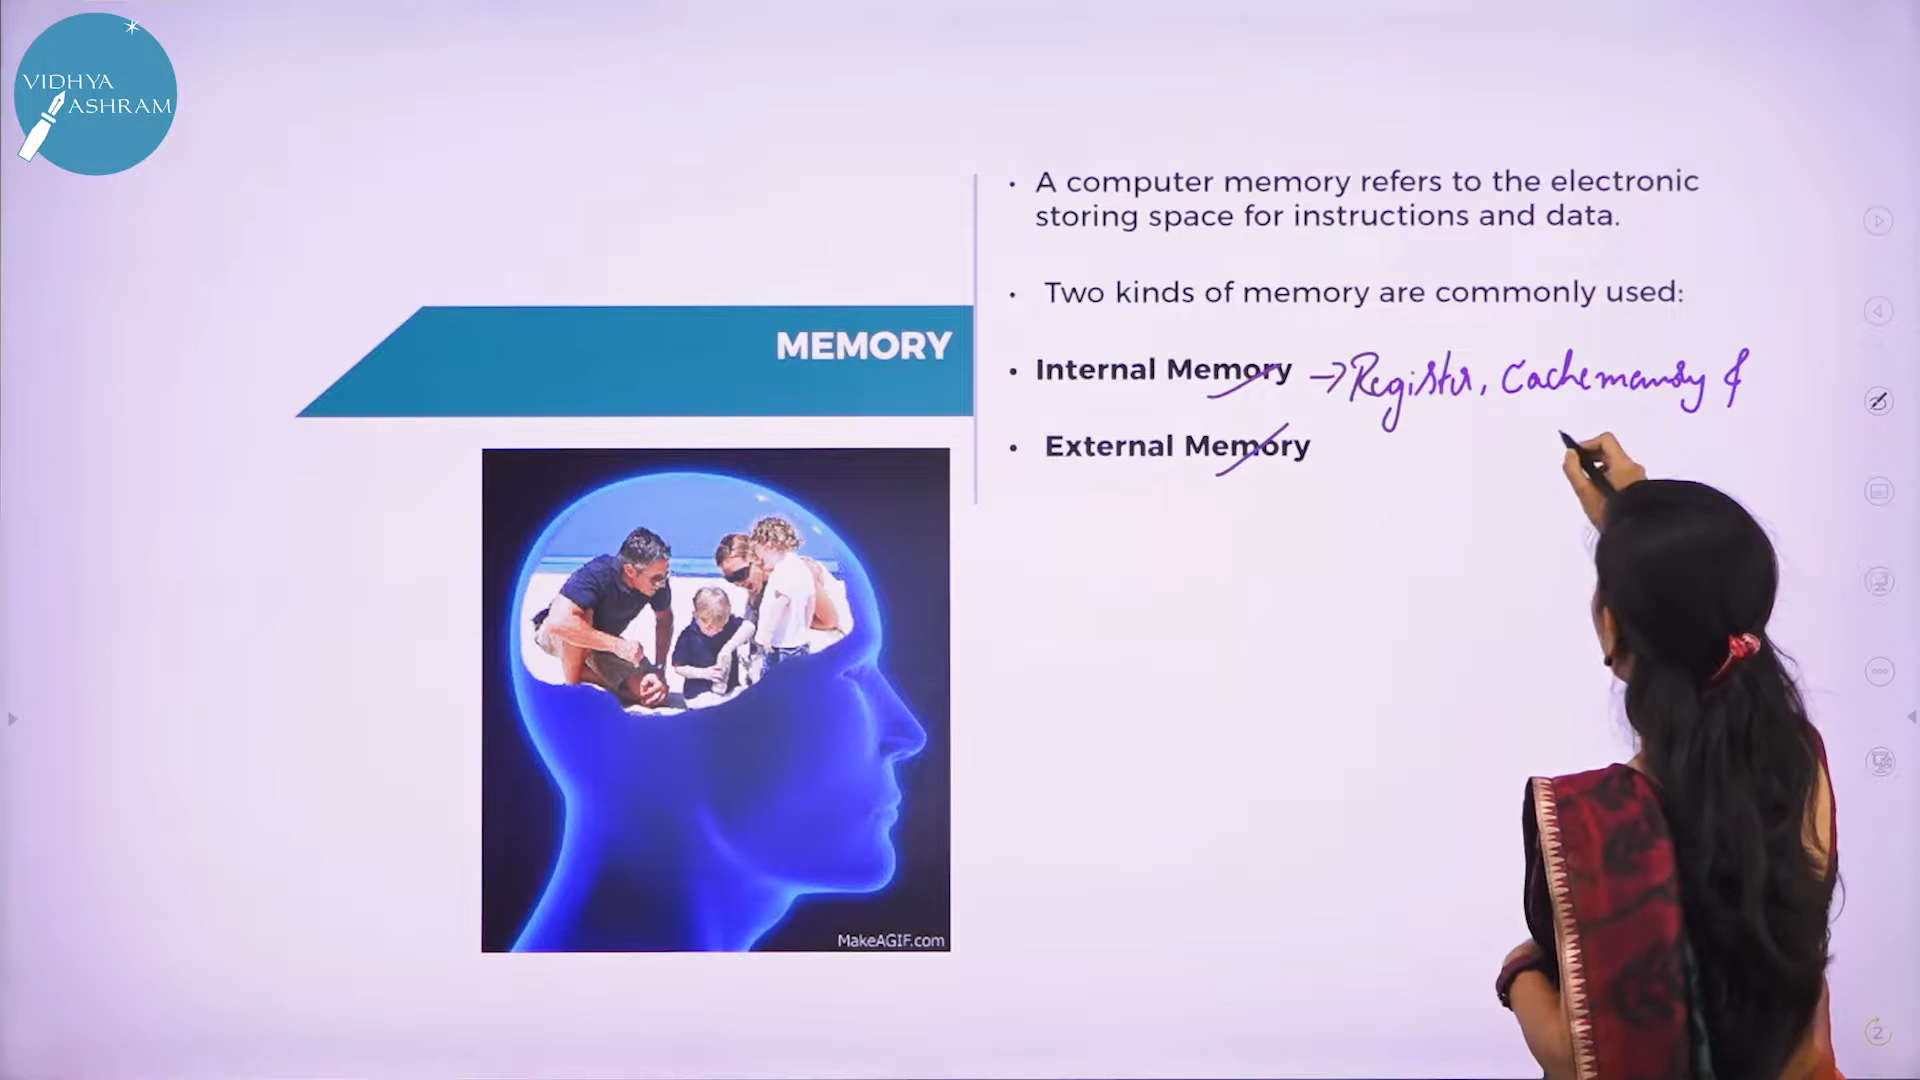 VIDHYA
ASHRAM
• A computer memory refers to the electronic
storing space for instructions and data.
• Two kinds of memory are commonly used:
MEMORY
• Internal Memory → Register, Cache memory &
• External Memory
MakeAGIF.com
2